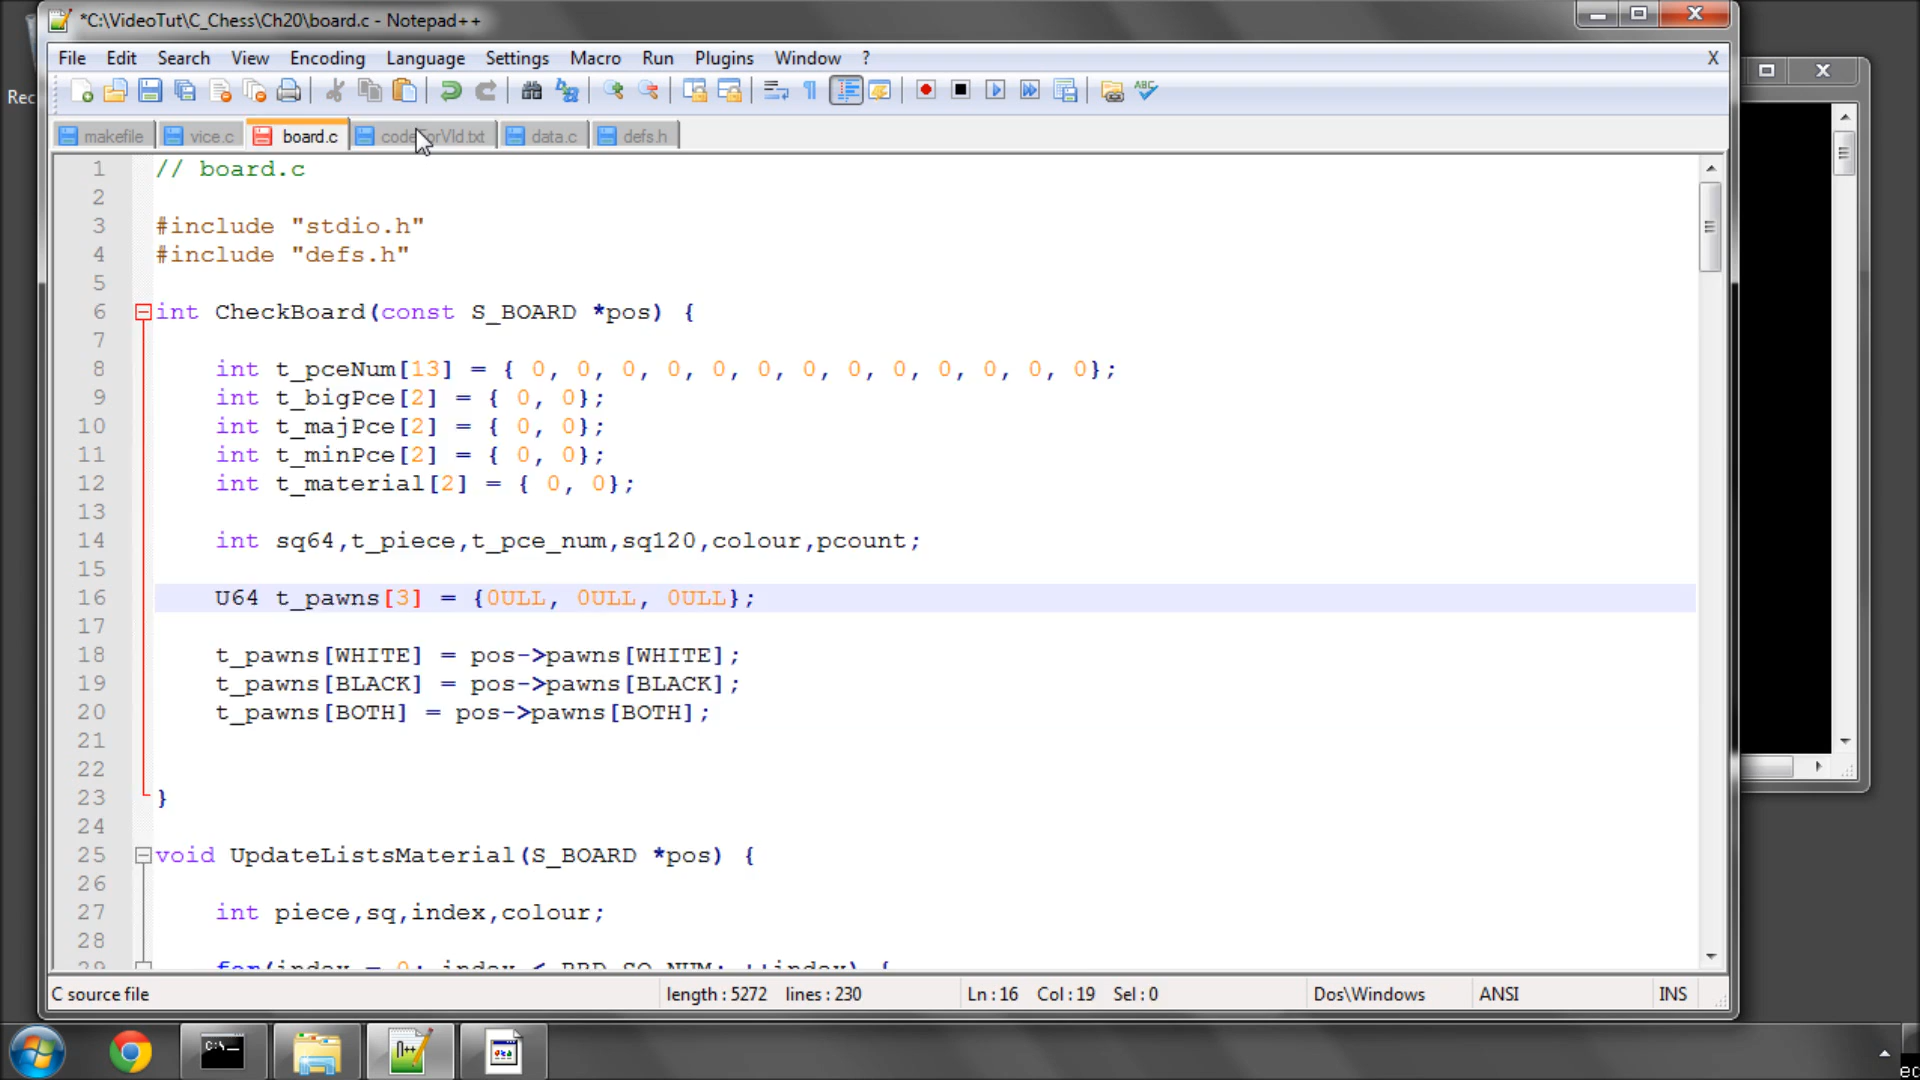 *C:\VideoTut\C_Chess\Ch20\board.c - Notepad++
File Edit Search View Encoding Language Settings Macro Run Plugins Window ? X
Rec
makefile vice.c board.c codeForVid.txt data.c defs.h
1 // board.c
2
3 #include "stdio.h"
4 #include "defs.h"
5
6 int CheckBoard(const S_BOARD *pos) {
7
8 int t_pceNum[13] = { 0, 0, 0, 0, 0, 0, 0, 0, 0, 0, 0, 0, 0};
9 int t_bigPce[2] = { 0, 0};
10 int t_majPce[2] = { 0, 0};
11 int t_minPce[2] = { 0, 0};
12 int t_material[2] = { 0, 0};
13
14 int sq64,t_piece,t_pce_num,sq120,colour,pcount;
15
16 U64 t_pawns[3] = {0ULL, 0ULL, 0ULL};
17
18 t_pawns[WHITE] = pos->pawns[WHITE];
19 t_pawns[BLACK] = pos->pawns[BLACK];
20 t_pawns[BOTH] = pos->pawns[BOTH];
21
22
23 }
24
25 void UpdateListsMaterial(S_BOARD *pos) {
26
27 int piece,sq,index,colour;
28
29 for(index = 0; index < BRD_SQ_NUM; ++index) {
C source file length : 5272 lines : 230 Ln : 16 Col : 19 Sel : 0 Dos\Windows ANSI INS